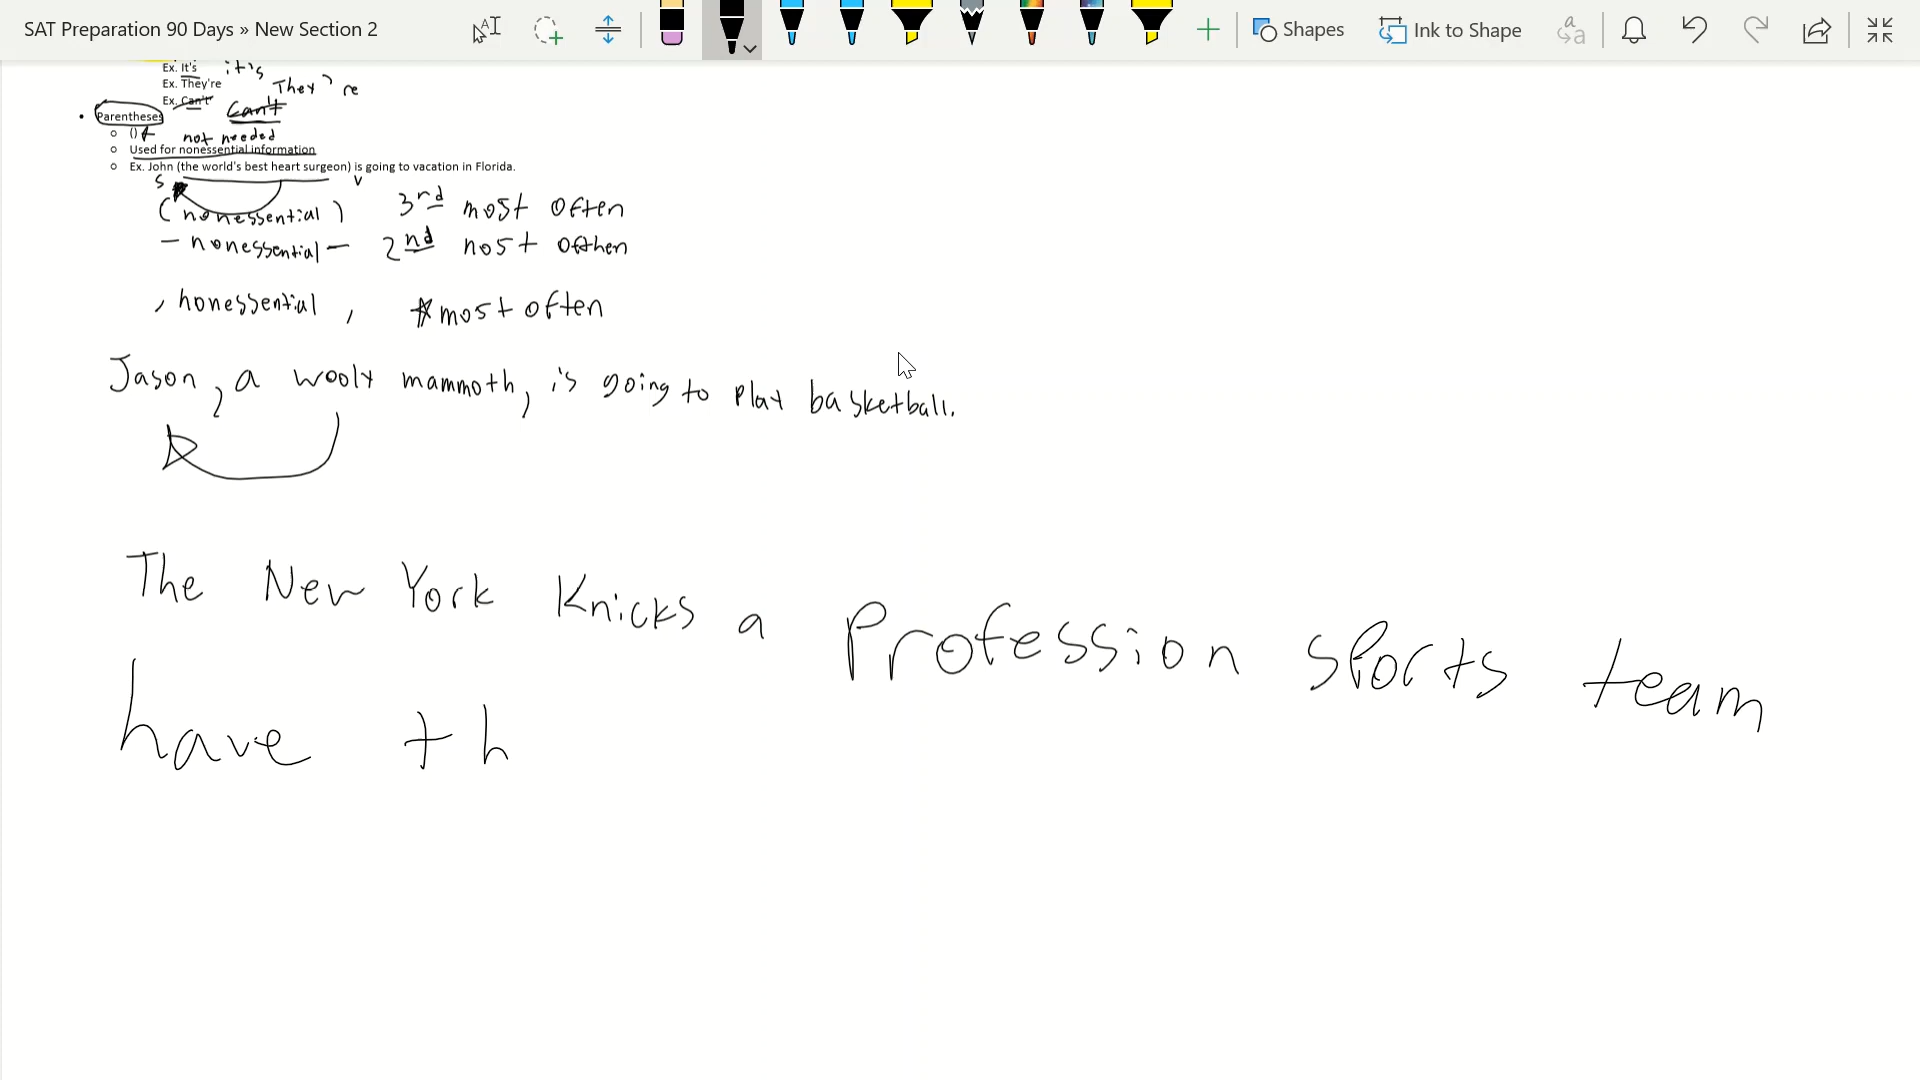 SAT Preparation 90 Days » New Section 2
Shapes
Ink to Shape
Ex. It's it's
Ex. They're They're
Ex. Can't Can't
• Parentheses
o ()
not needed
o Used for nonessential information
o Ex. John (the world's best heart surgeon) is going to vacation in Florida.
S V
(nonessential) 3rd most often
- nonessential - 2nd nost ofthen
, nonessential, *most often
Jason, a wooly mammoth, is going to play basketball.
The New York Knicks a Profession sports team
have th